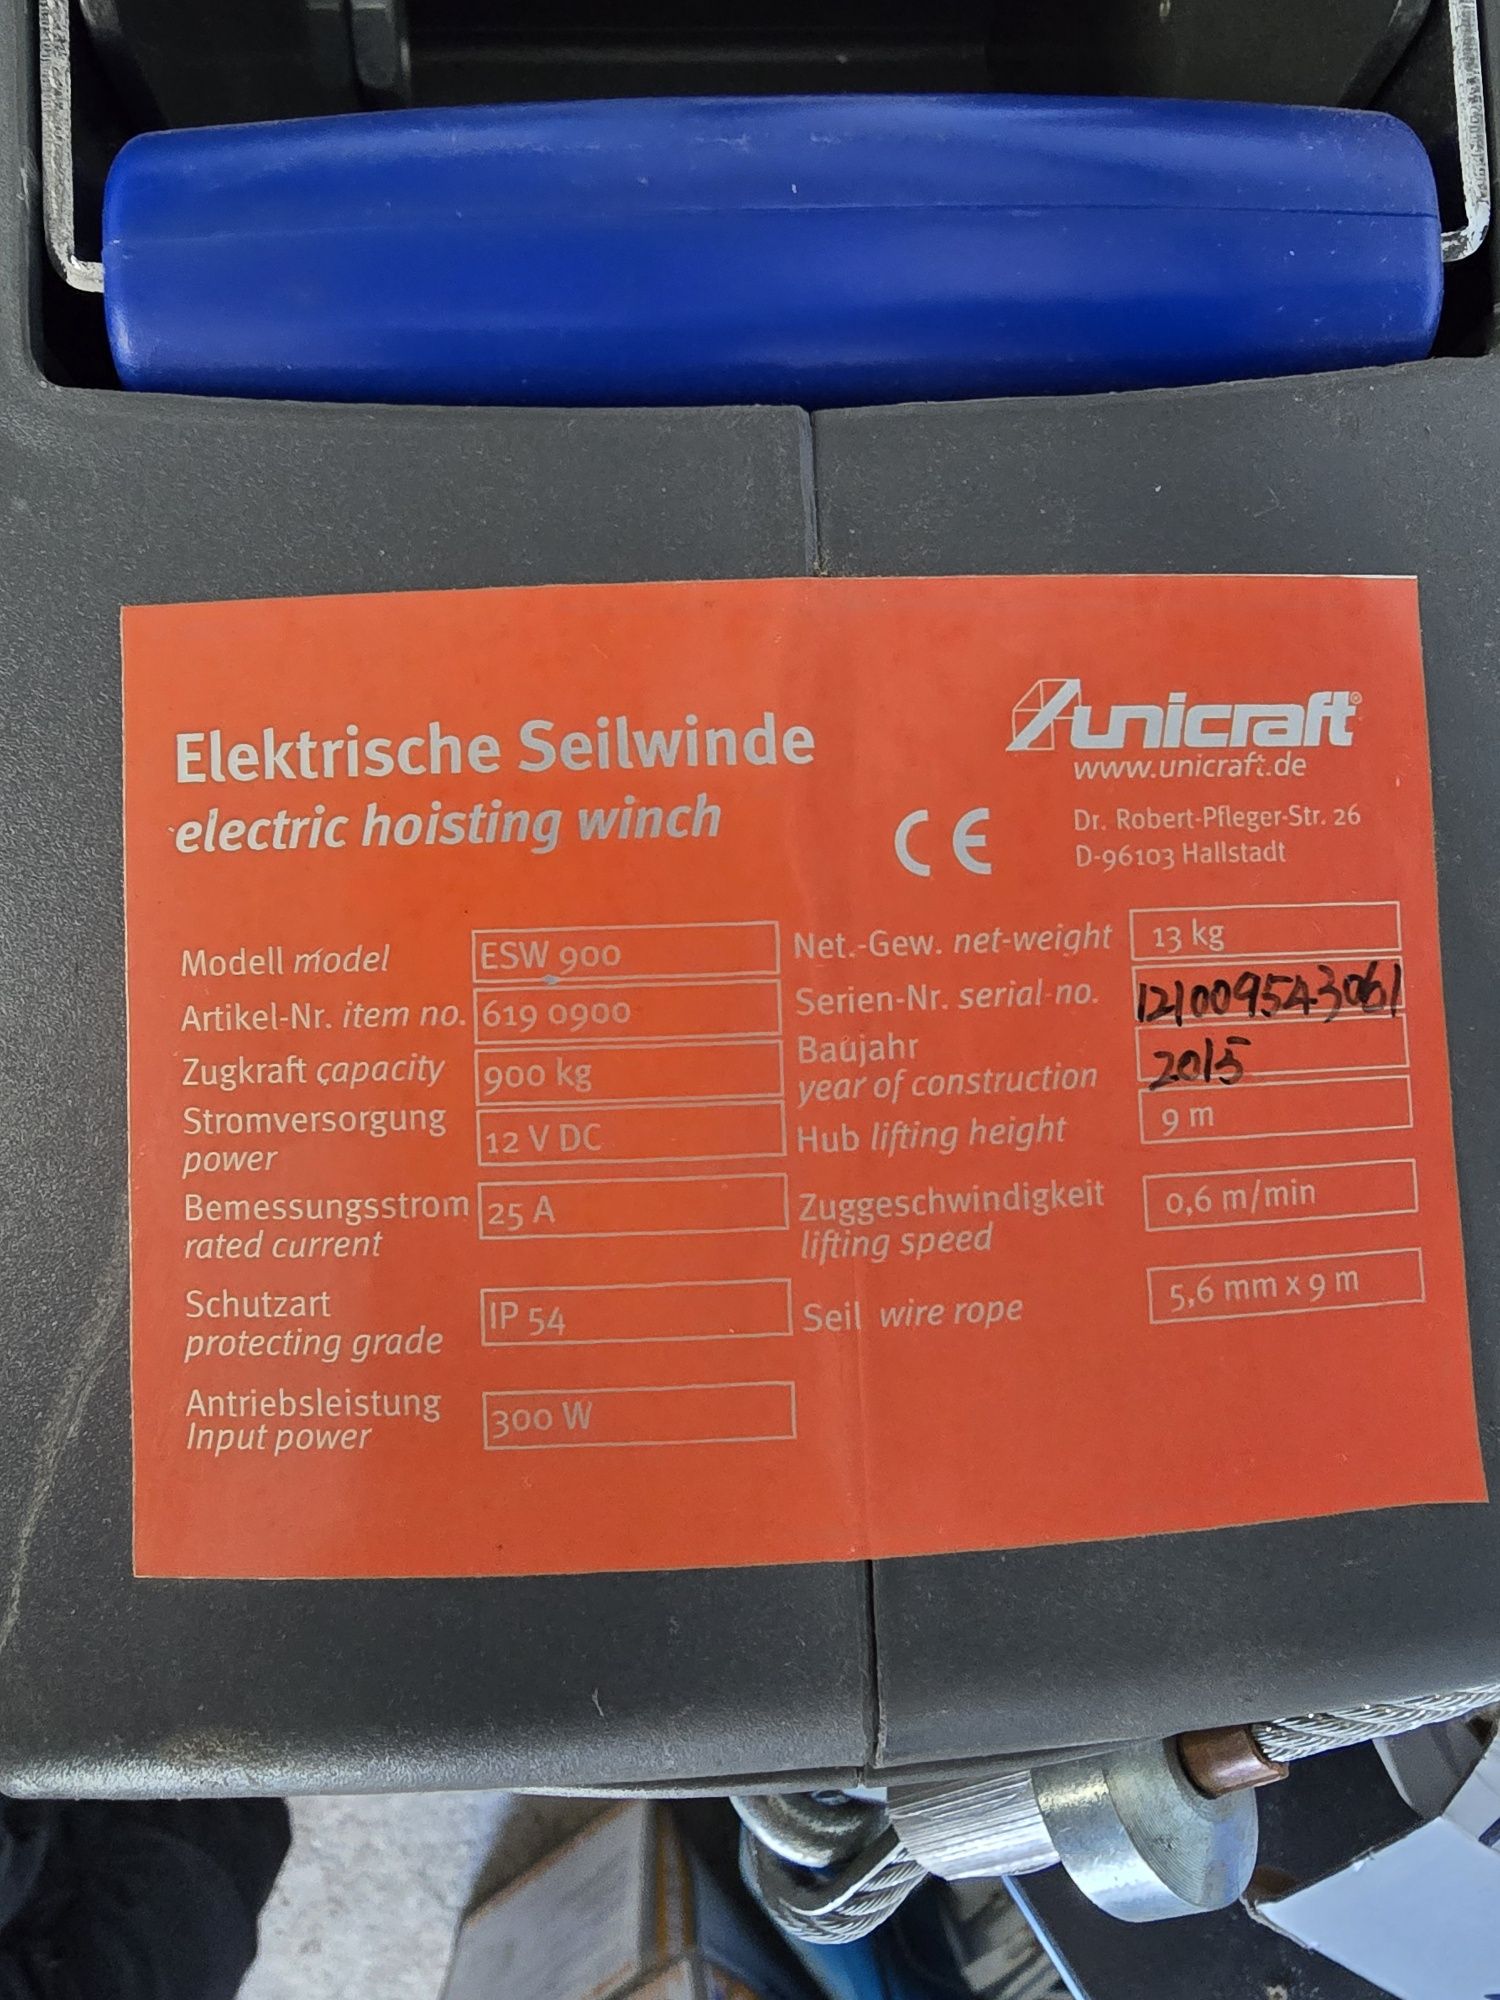 Elektrische Seilwinde
electric hoisting winch
unicraft®
www.unicraft.de
CE
Dr. Robert-Pfleger-Str. 26
D-96103 Hallstadt
Modell model ESW 900
Artikel-Nr. item no. 619 0900
Zugkraft capacity 900 kg
Stromversorgung
power
12 V DC
Bemessungsstrom
rated current
25 A
Schutzart
protecting grade
IP 54
Antriebsleistung
Input power
300 W
Net.-Gew. net-weight 13 kg
Serien-Nr. serial-no. 121009543061
Baujahr
year of construction
2015
Hub lifting height 9 m
Zuggeschwindigkeit
lifting speed
0,6 m/min
Seil wire rope 5,6 mm x 9 m